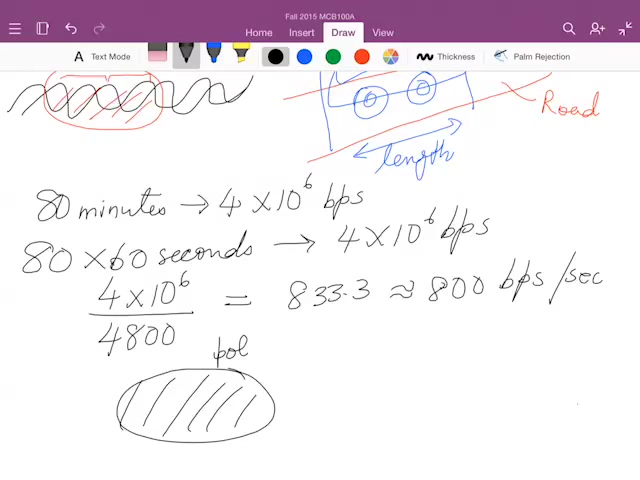 Fall 2015 MCB100A
Home Insert Draw View
A Text Mode Thickness Palm Rejection
Road
length
80 minutes → 4 × 10⁶ bps
80 × 60 seconds → 4 × 10⁶ bps
4 × 10⁶ = 833.3 ≈ 800 bps/sec
4800
pol